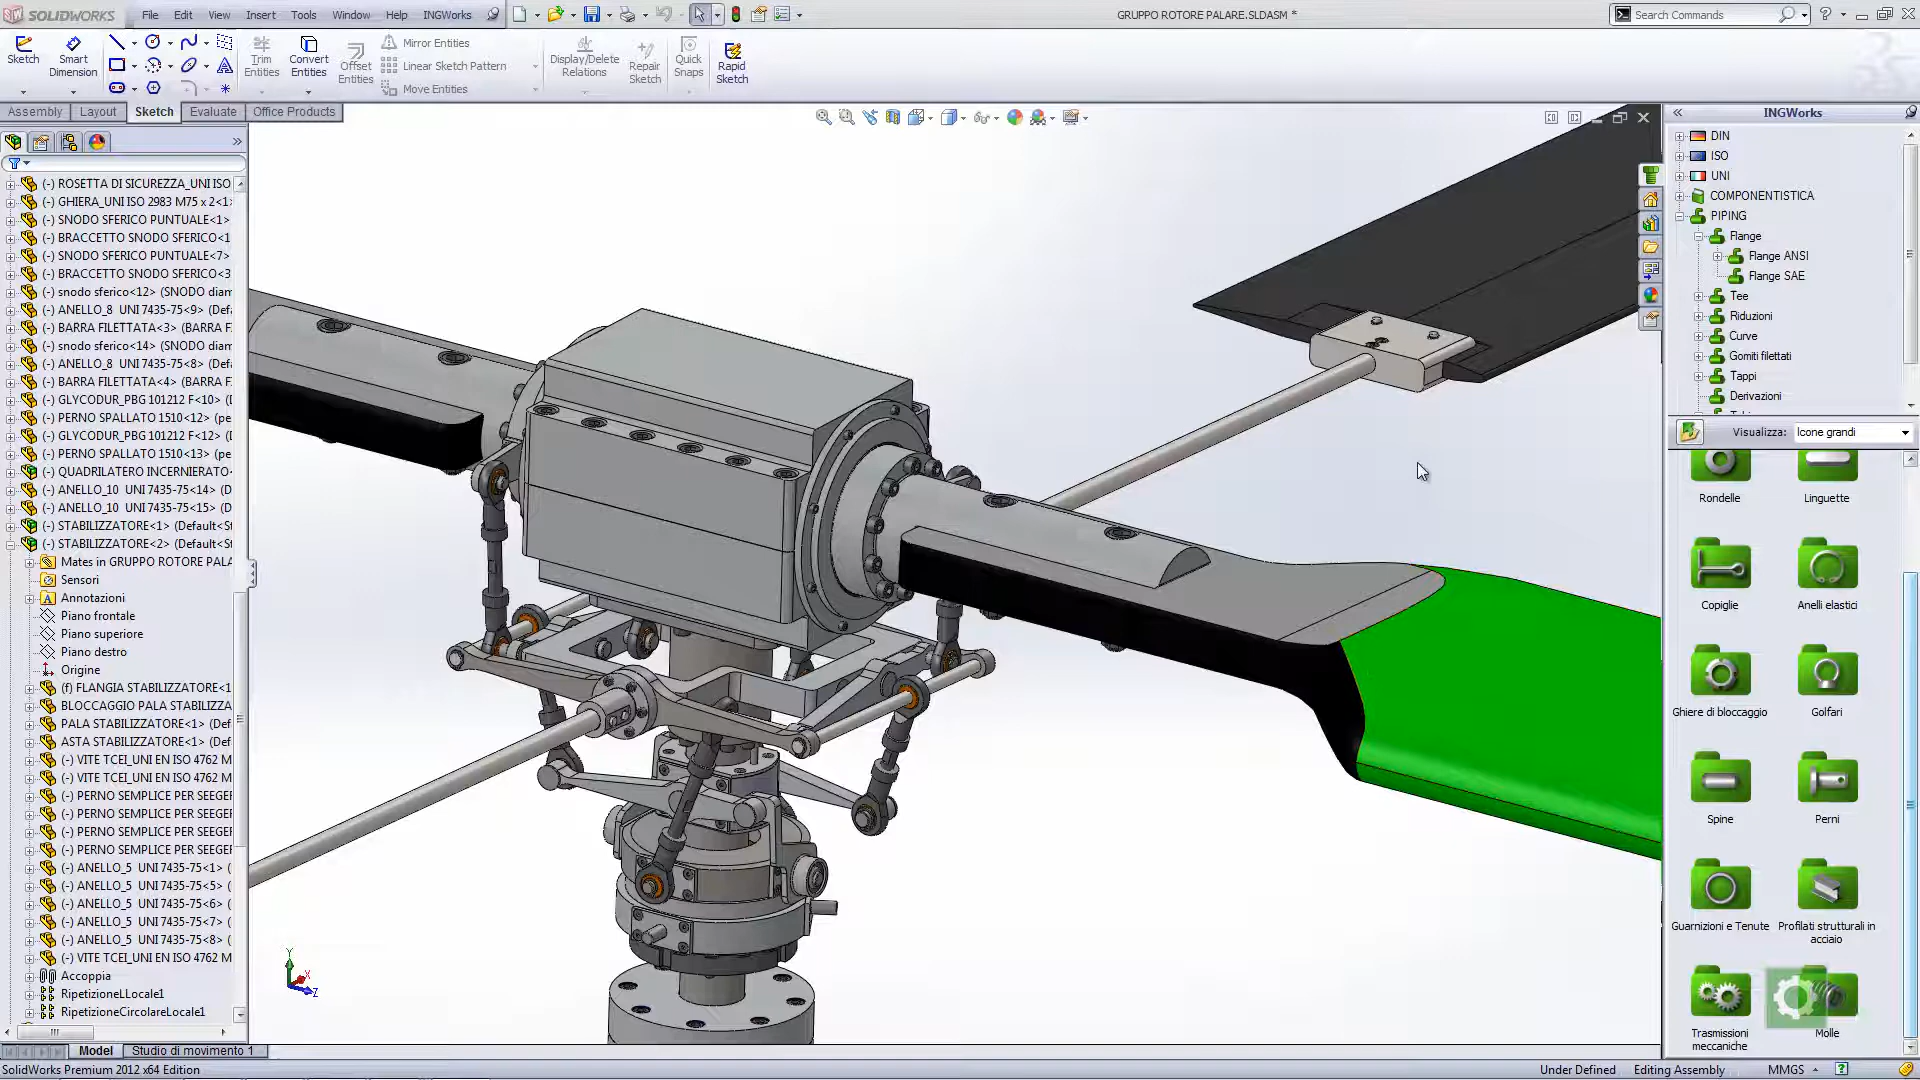 SOLIDWORKS
File Edit View Insert Tools Window Help INGWorks
GRUPPO ROTORE PALARE.SLDASM *
Search Commands
Sketch
Smart Dimension
Trim Entities
Convert Entities
Offset Entities
Mirror Entities
Linear Sketch Pattern
Move Entities
Display/Delete Relations
Repair Sketch
Quick Snaps
Rapid Sketch
Assembly Layout Sketch Evaluate Office Products
(-) ROSETTA DI SICUREZZA_UNI ISO
(-) GHIERA_UNI ISO 2983 M75 x 2<1>
(-) SNODO SFERICO PUNTUALE<1>
(-) BRACCETTO SNODO SFERICO<1
(-) SNODO SFERICO PUNTUALE<7>
(-) BRACCETTO SNODO SFERICO<3
(-) snodo sferico<12> (SNODO diam
(-) ANELLO_8 UNI 7435-75<9> (Defa
(-) BARRA FILETTATA<3> (BARRA F
(-) snodo sferico<14> (SNODO diam
(-) ANELLO_8 UNI 7435-75<8> (Defa
(-) BARRA FILETTATA<4> (BARRA F
(-) GLYCODUR_PBG 101212 F<10> (D
(-) PERNO SPALLATO 1510<12> (pe
(-) GLYCODUR_PBG 101212 F<12> (D
(-) PERNO SPALLATO 1510<13> (pe
(-) QUADRILATERO INCERNIERATO<
(-) ANELLO_10 UNI 7435-75<14> (D
(-) ANELLO_10 UNI 7435-75<15> (D
(-) STABILIZZATORE<1> (Default<St
(-) STABILIZZATORE<2> (Default<St
Mates in GRUPPO ROTORE PALA
Sensori
Annotazioni
Piano frontale
Piano superiore
Piano destro
Origine
(f) FLANGIA STABILIZZATORE<1
BLOCCAGGIO PALA STABILIZZA
PALA STABILIZZATORE<1> (Def
ASTA STABILIZZATORE<1> (Def
(-) VITE TCEI_UNI EN ISO 4762 M
(-) VITE TCEI_UNI EN ISO 4762 M
(-) PERNO SEMPLICE PER SEEGER
(-) PERNO SEMPLICE PER SEEGER
(-) PERNO SEMPLICE PER SEEGER
(-) PERNO SEMPLICE PER SEEGER
(-) ANELLO_5 UNI 7435-75<1> (
(-) ANELLO_5 UNI 7435-75<5> (
(-) ANELLO_5 UNI 7435-75<6> (
(-) ANELLO_5 UNI 7435-75<7> (
(-) ANELLO_5 UNI 7435-75<8> (
(-) VITE TCEI_UNI EN ISO 4762 M
Accoppia
RipetizioneLLocale1
RipetizioneCircolareLocale1
Y
X
Z
INGWorks
DIN
ISO
UNI
COMPONENTISTICA
PIPING
Flange
Flange ANSI
Flange SAE
Tee
Riduzioni
Curve
Gomiti filettati
Tappi
Derivazioni
Visualizza: Icone grandi
Rondelle Linguette
Copiglie Anelli elastici
Ghiere di bloccaggio Golfari
Spine Perni
Guarnizioni e Tenute
Profilati strutturali in acciaio
Trasmissioni meccaniche
Molle
Model Studio di movimento 1
SolidWorks Premium 2012 x64 Edition
Under Defined Editing Assembly MMGS